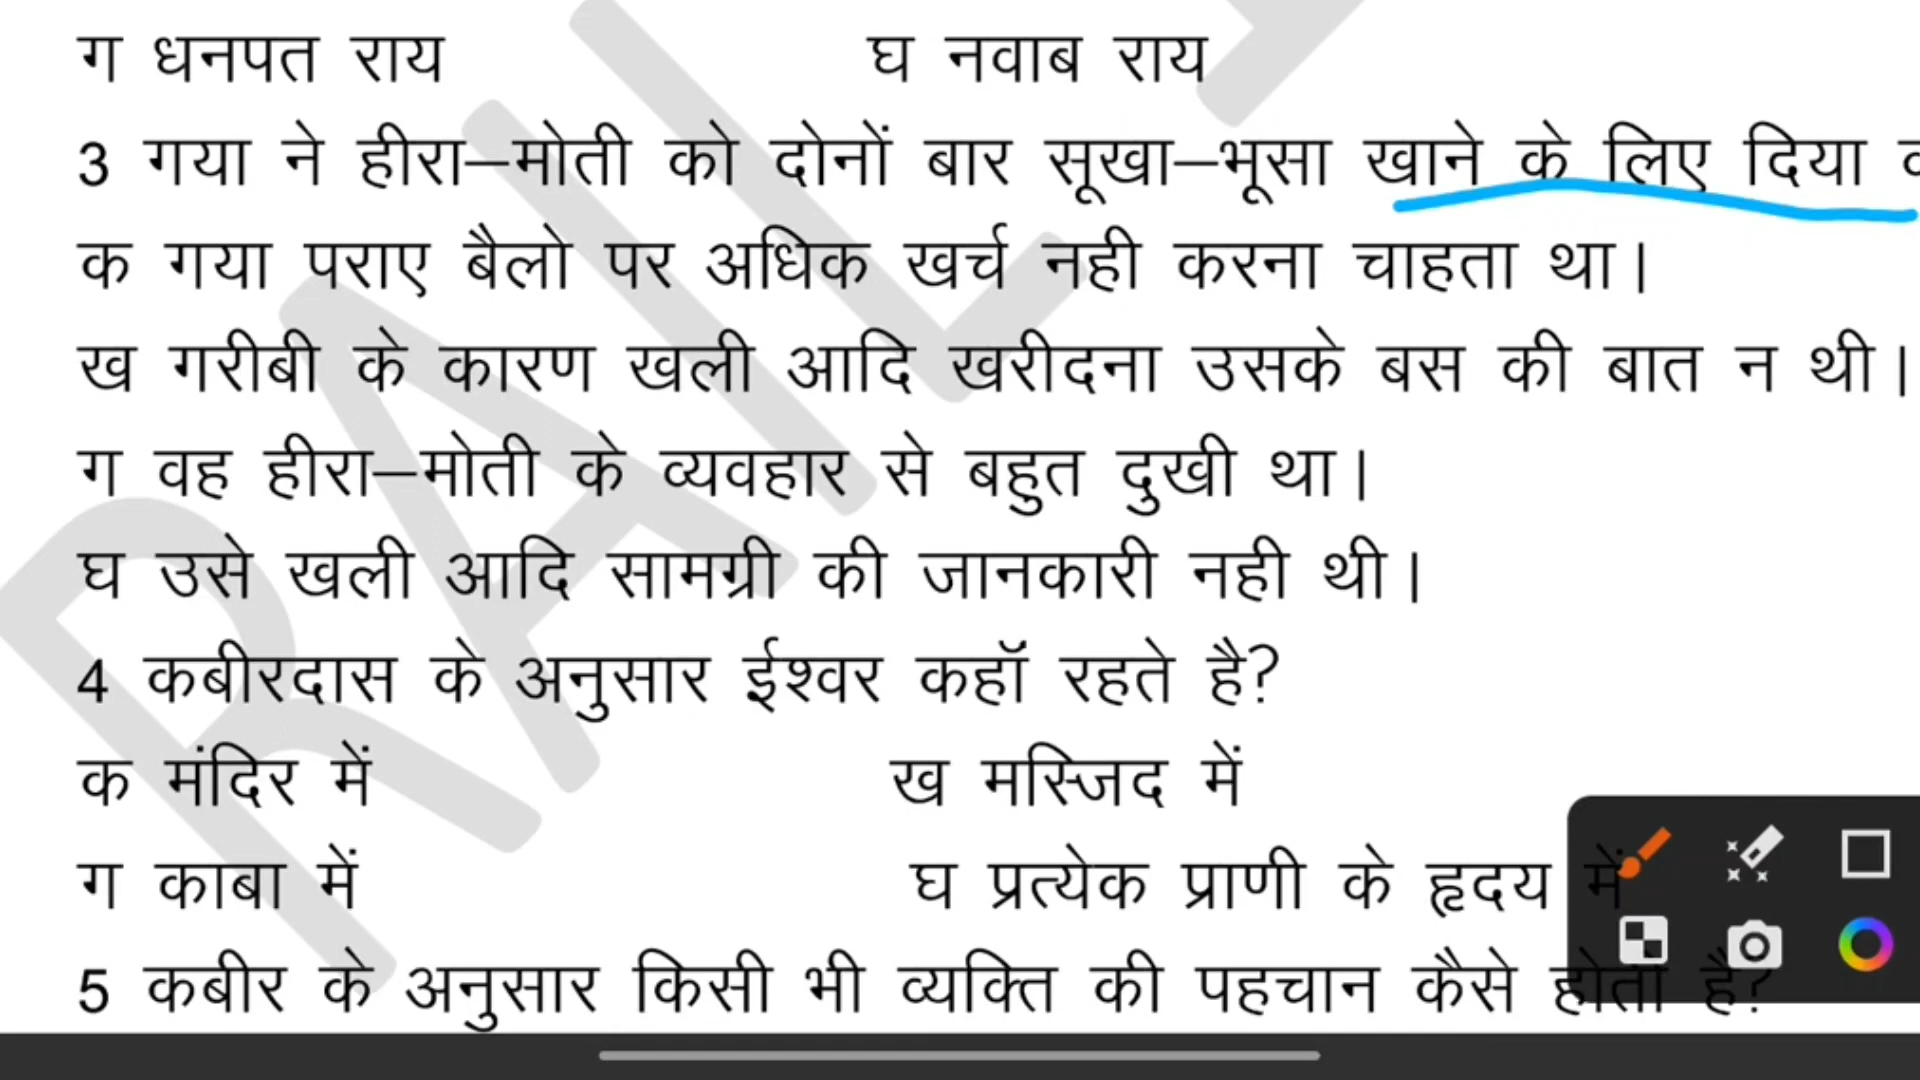 ग धनपत राय घ नवाब राय
3 गया ने हीरा–मोती को दोनों बार सूखा–भूसा खाने के लिए दिया
क गया पराए बैलो पर अधिक खर्च नही करना चाहता था।
ख गरीबी के कारण खली आदि खरीदना उसके बस की बात न थी।
ग वह हीरा–मोती के व्यवहार से बहुत दुखी था।
घ उसे खली आदि सामग्री की जानकारी नही थी।
4 कबीरदास के अनुसार ईश्वर कहॉ रहते है?
क मंदिर में ख मस्जिद में
ग काबा में घ प्रत्येक प्राणी के हृदय में
5 कबीर के अनुसार किसी भी व्यक्ति की पहचान कैसे होता है?